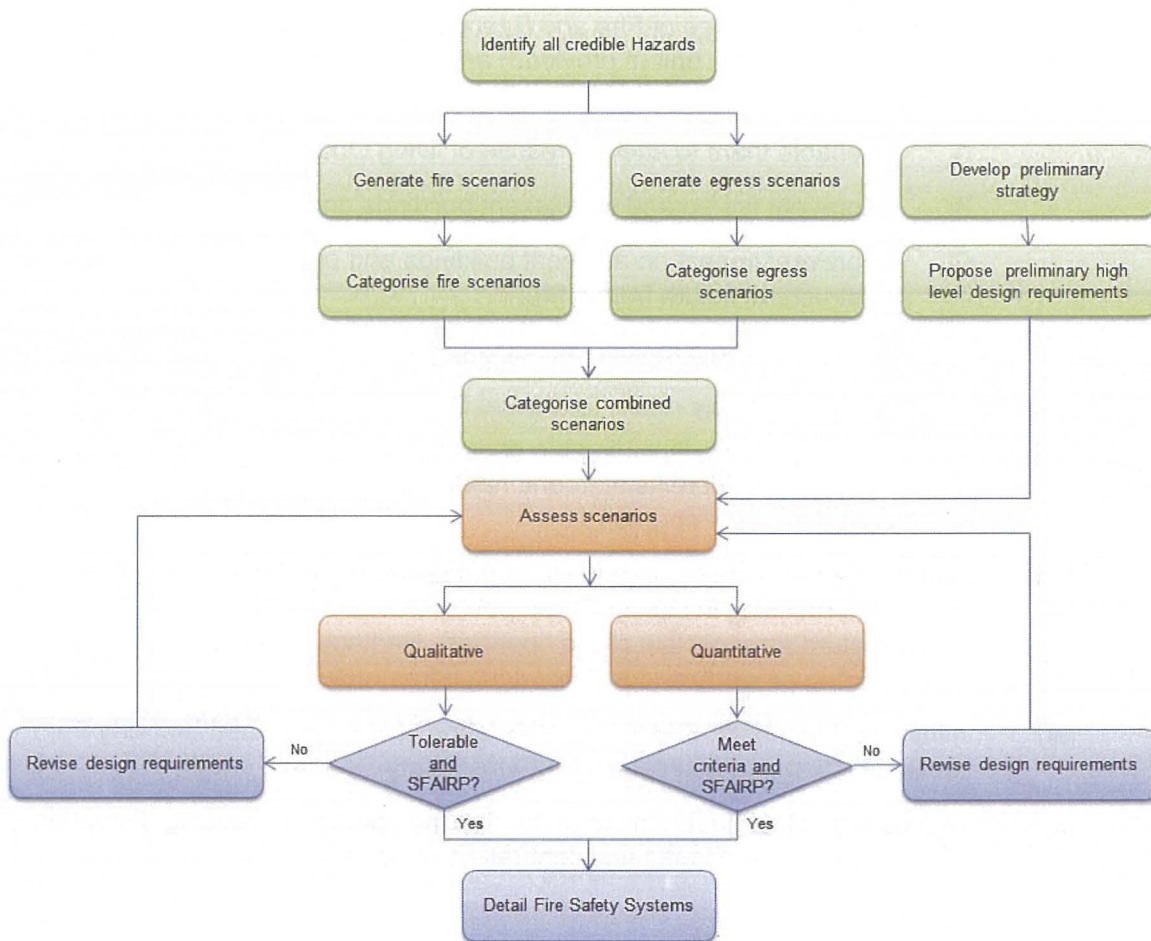 Identify all credible Hazards
Generate fire scenarios
Generate egress scenarios
Develop preliminary
strategy
Categorise fire scenarios
Categorise egress
scenarios
Propose preliminary high
level design requirements
Categorise combined
scenarios
Assess scenarios
Qualitative
Quantitative
Revise design requirements
No
Tolerable
and
SFAIRP?
Meet
criteria and
SFAIRP?
No
Revise design requirements
Yes
Yes
Detail Fire Safety Systems